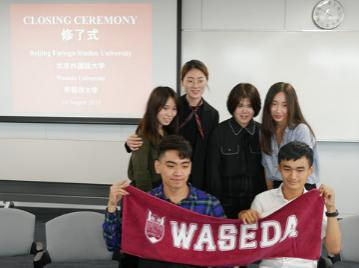 CLOSING CEREMONY
修了式
Beijing Foreign Studies University
北京外国語大学
Waseda University
早稲田大学
WASEDA